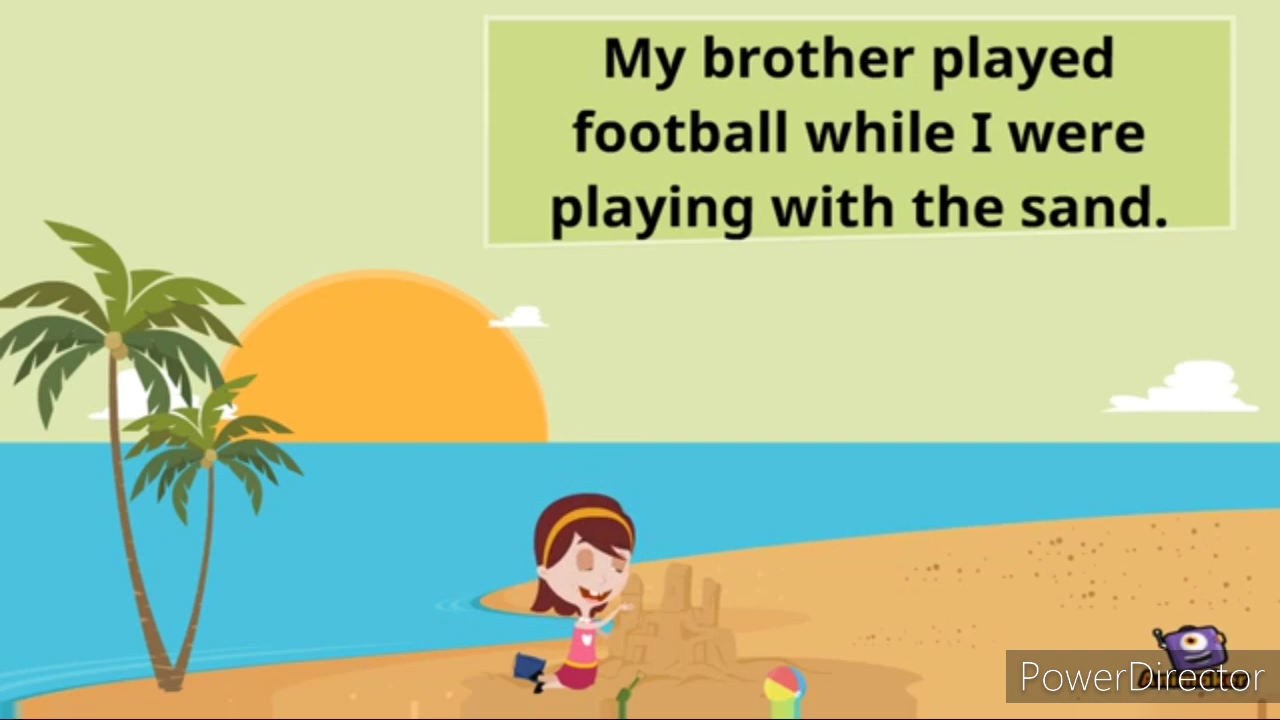 My brother played
football while I were
playing with the sand.
PowerDirector